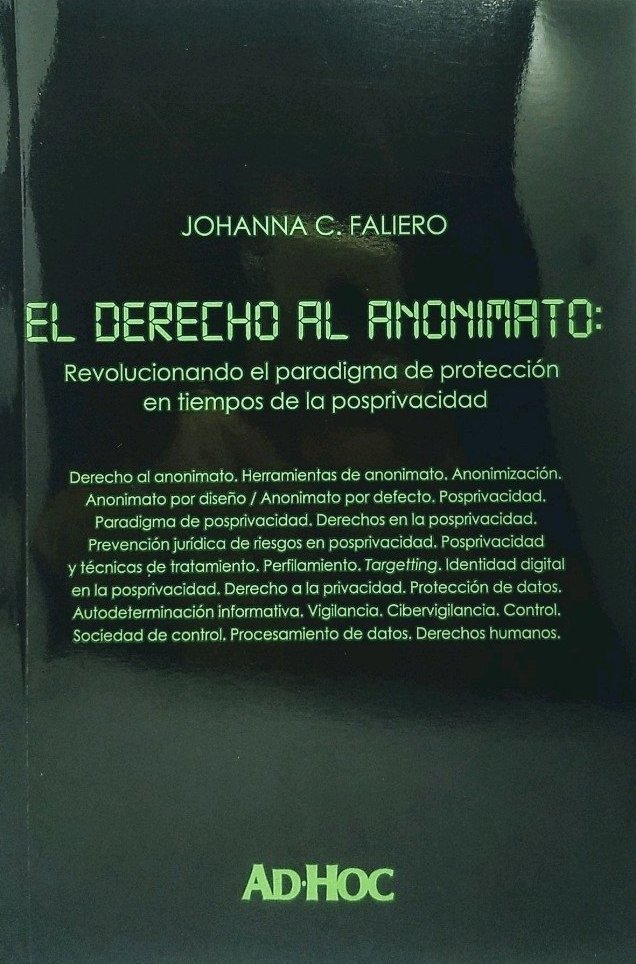 JOHANNA C. FALIERO
EL DERECHO AL ANONIMATO:
Revolucionando el paradigma de protección
en tiempos de la posprivacidad
Derecho al anonimato. Herramientas de anonimato. Anonimización.
Anonimato por diseño / Anonimato por defecto. Posprivacidad.
Paradigma de posprivacidad. Derechos en la posprivacidad.
Prevención jurídica de riesgos en posprivacidad. Posprivacidad
y técnicas de tratamiento. Perfilamiento. Targetting. Identidad digital
en la posprivacidad. Derecho a la privacidad. Protección de datos.
Autodeterminación informativa. Vigilancia. Cibervigilancia. Control.
Sociedad de control. Procesamiento de datos. Derechos humanos.
AD·HOC